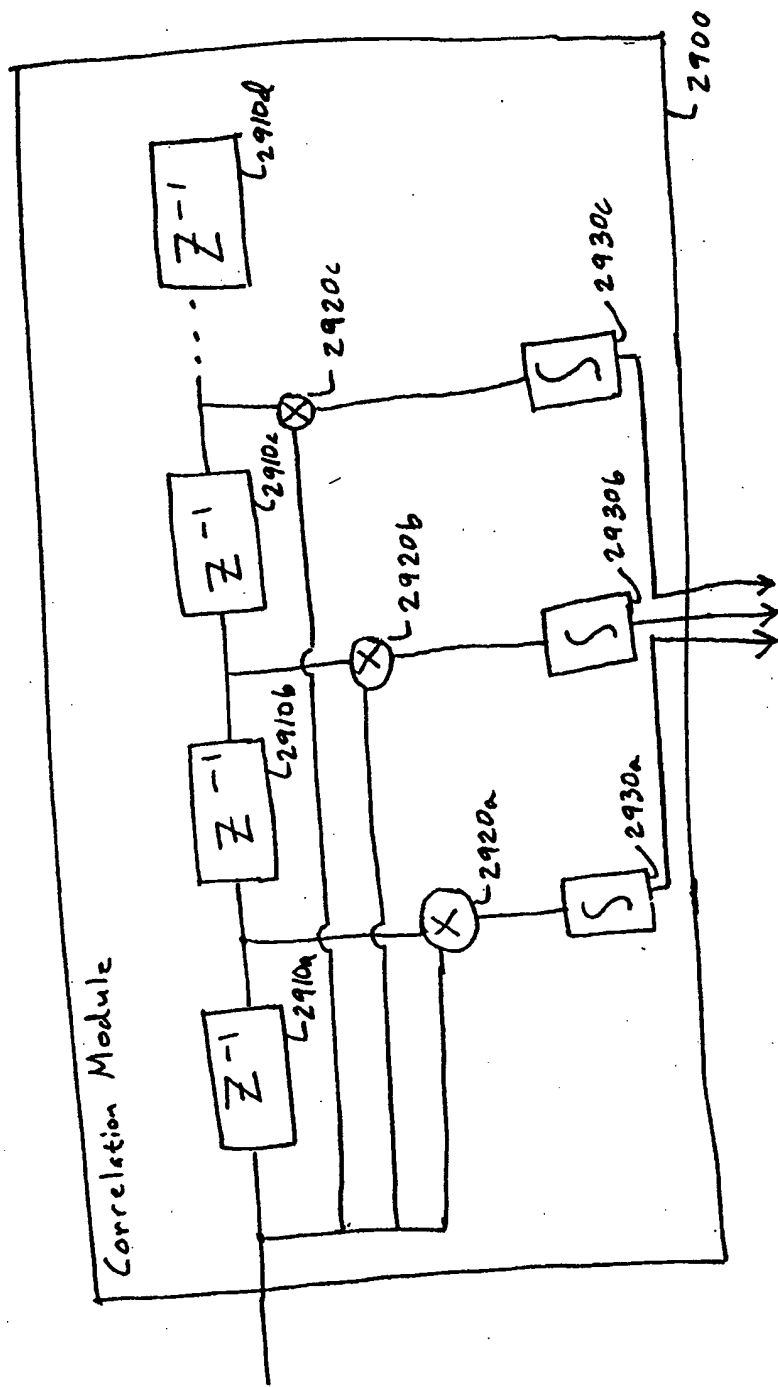 Correlation Module
Z⁻¹
2910a
Z⁻¹
2910b
Z⁻¹
2910c
...
Z⁻¹
2910d
X
2920a
X
2920b
X
2920c
∫
2930a
∫
2930b
∫
2930c
2900